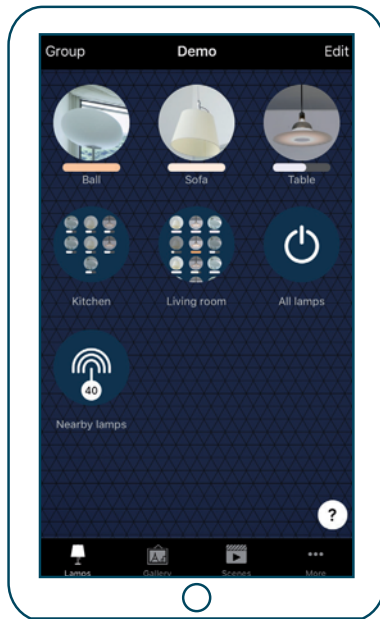 Group Demo Edit
Ball Sofa Table
Kitchen Living room All lamps
40
Nearby lamps
?
Lamps Gallery Scenes More